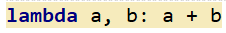 lambda a, b: a + b